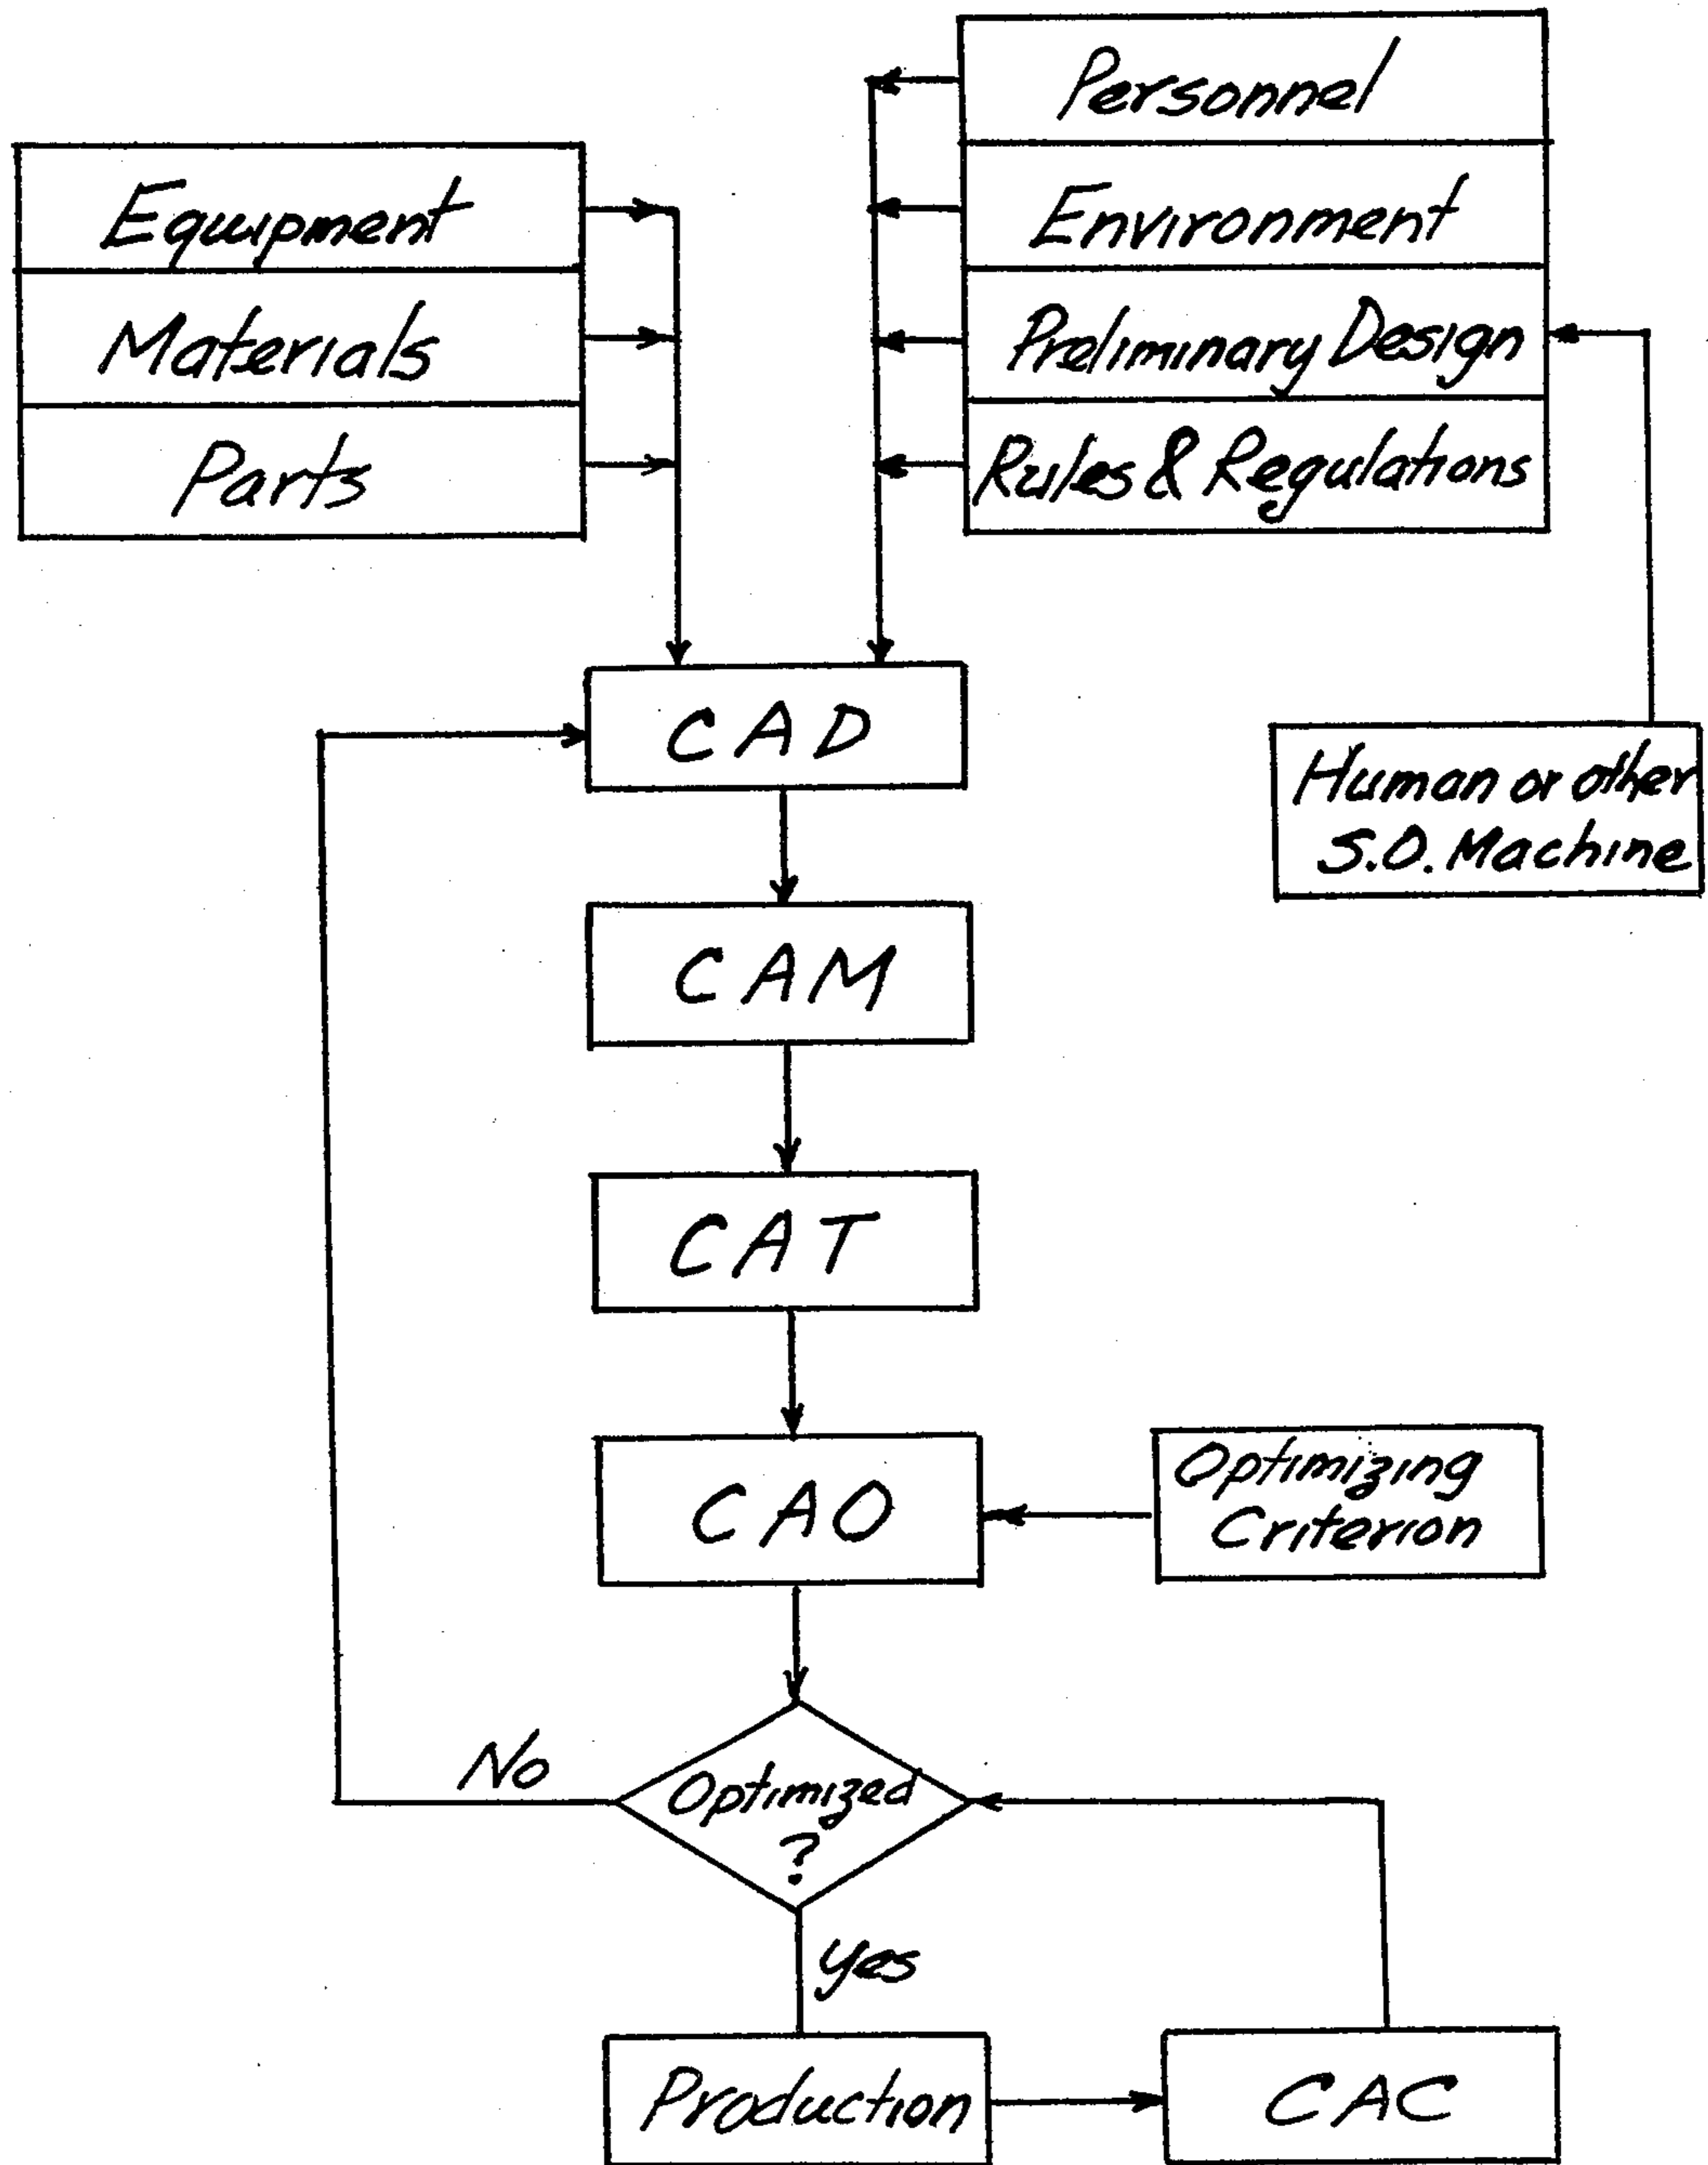 Personnel
Equipment
Environment
Materials
Preliminary Design
Parts
Rules & Regulations
CAD
Human or other
S.O. Machine
CAM
CAT
CAO
Optimizing
Criterion
No
Optimized
?
yes
Production
CAC